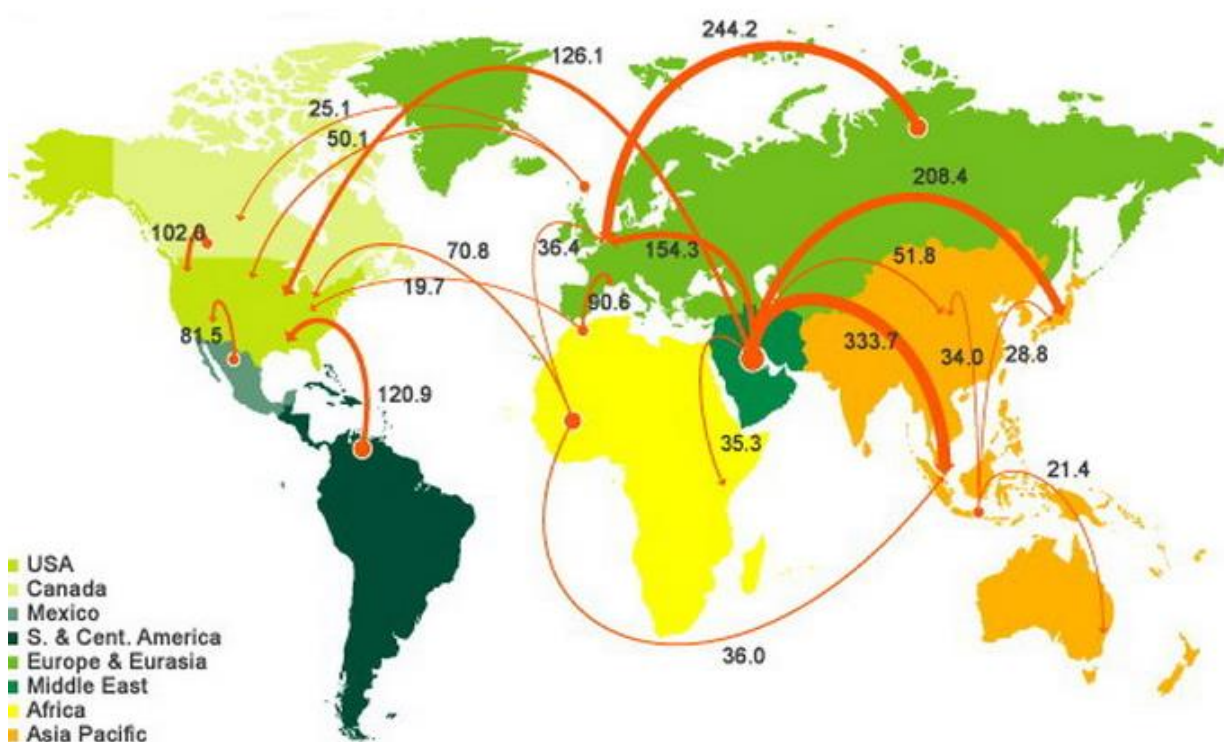 244.2
126.1
25.1
50.1
208.4
102.0
70.8
36.4
154.3
51.8
19.7
90.6
81.5
333.7
34.0
28.8
120.9
35.3
21.4
36.0
USA
Canada
Mexico
S. & Cent. America
Europe & Eurasia
Middle East
Africa
Asia Pacific